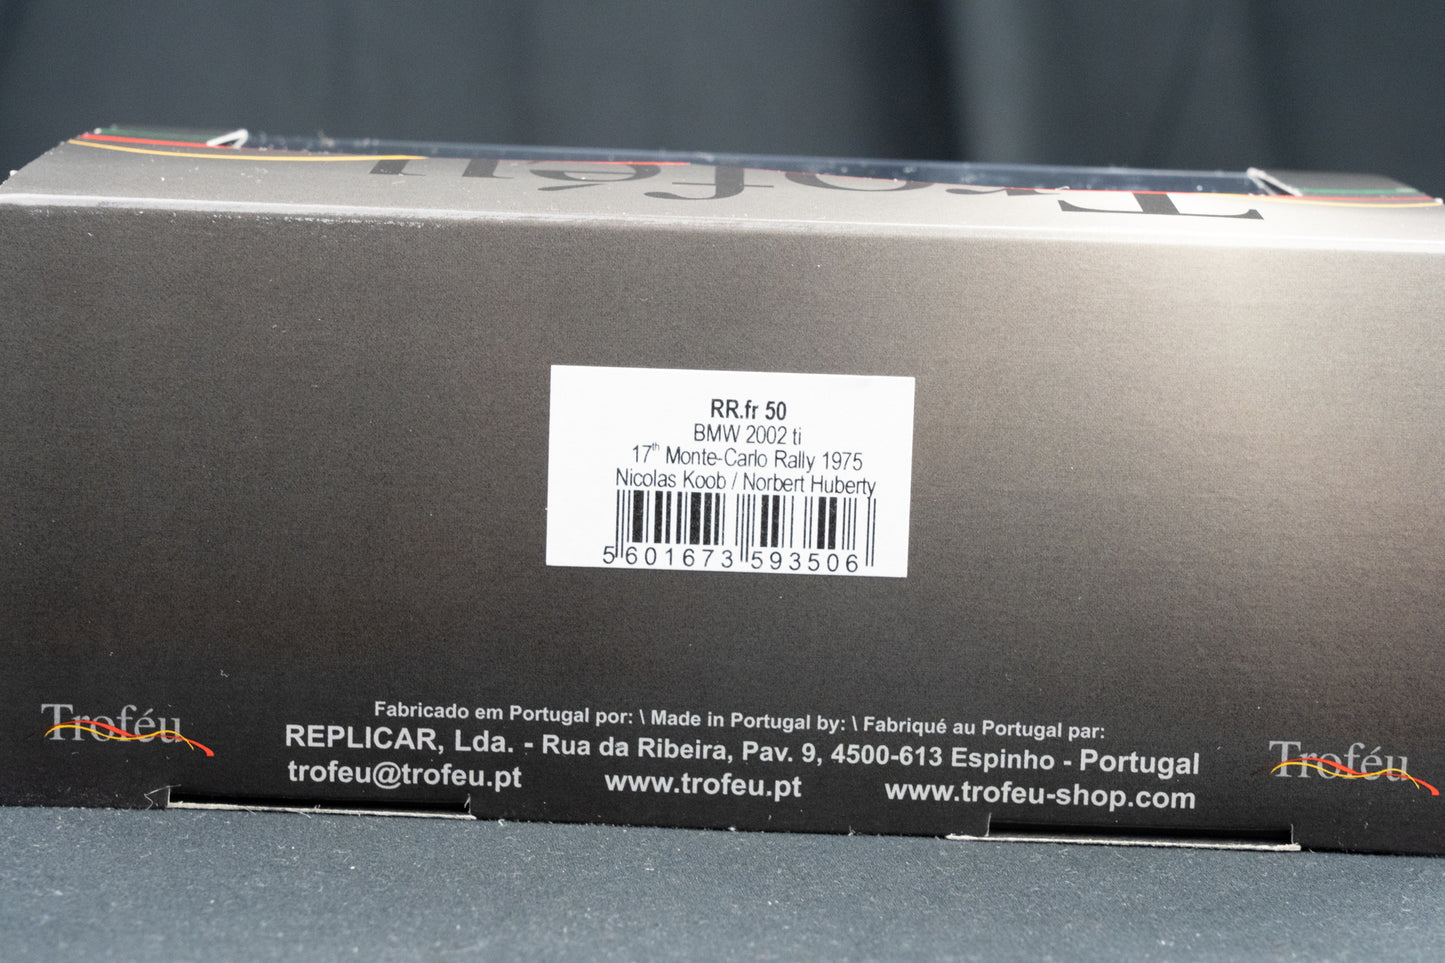 Troféu
RR.fr 50
BMW 2002 ti
17th Monte-Carlo Rally 1975
Nicolas Koob / Norbert Huberty
5 601673 593506
Troféu
Fabricado em Portugal por: \ Made in Portugal by: \ Fabriqué au Portugal par:
REPLICAR, Lda. - Rua da Ribeira, Pav. 9, 4500-613 Espinho - Portugal
trofeu@trofeu.pt www.trofeu.pt www.trofeu-shop.com
Troféu